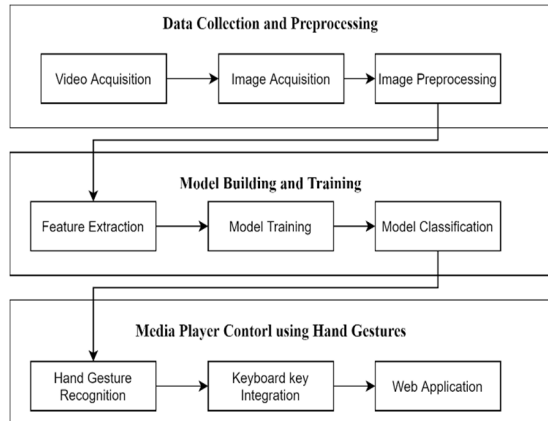 Data Collection and Preprocessing
Video Acquisition
Image Acquisition
Image Preprocessing
Model Building and Training
Feature Extraction
Model Training
Model Classification
Media Player Contorl using Hand Gestures
Hand Gesture
Recognition
Keyboard key
Integration
Web Application